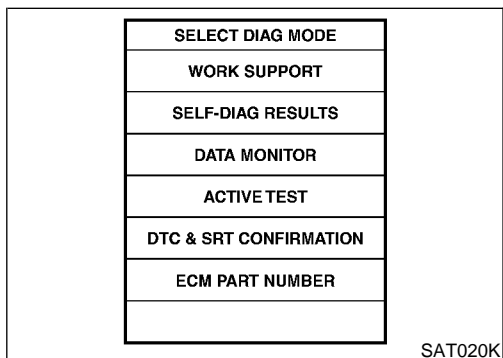 SELECT DIAG MODE
WORK SUPPORT
SELF-DIAG RESULTS
DATA MONITOR
ACTIVE TEST
DTC & SRT CONFIRMATION
ECM PART NUMBER
SAT020K